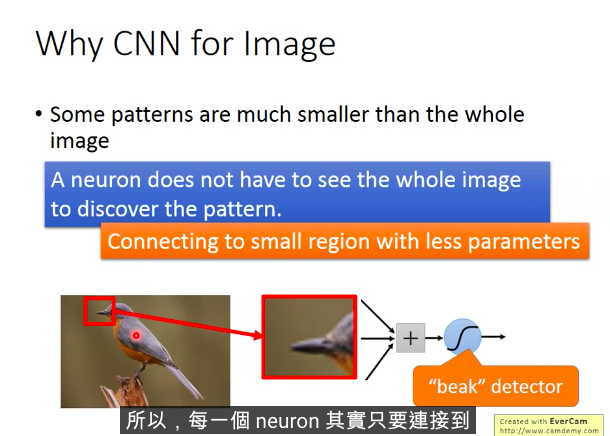 Why CNN for Image
• Some patterns are much smaller than the whole
image
A neuron does not have to see the whole image
to discover the pattern.
Connecting to small region with less parameters
+
“beak” detector
所以，每一個 neuron 其實只要連接到
Created with EverCam.
http://www.camdemy.com